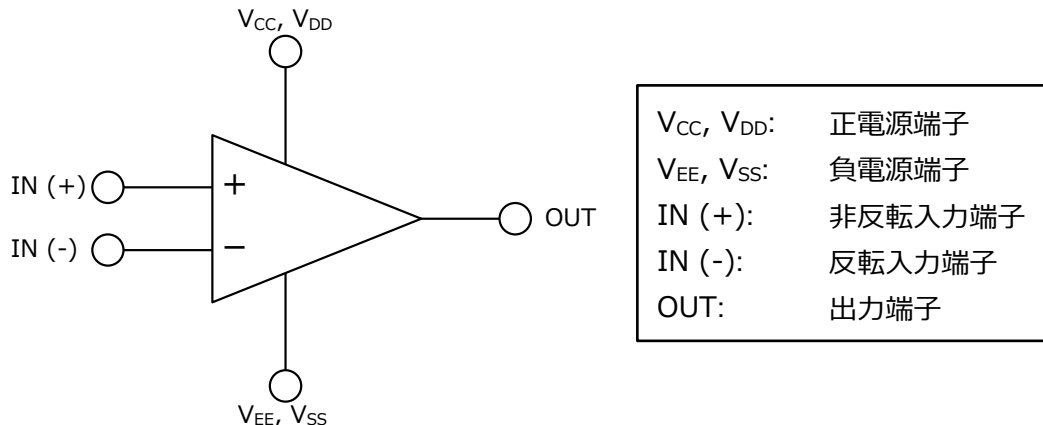 VCC, VDD
IN (+)
+
IN (-)
−
OUT
VEE, VSS
VCC, VDD: 正電源端子
VEE, VSS: 負電源端子
IN (+): 非反転入力端子
IN (-): 反転入力端子
OUT: 出力端子